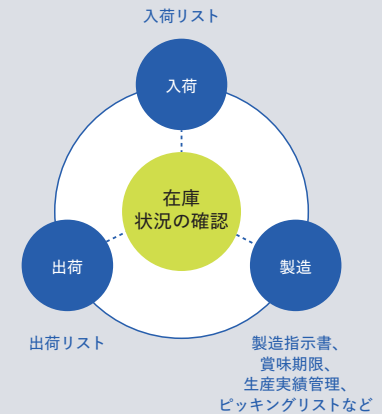 入荷リスト
入荷
在庫
状況の確認
出荷
製造
出荷リスト
製造指示書、
賞味期限、
生産実績管理、
ピッキングリストなど